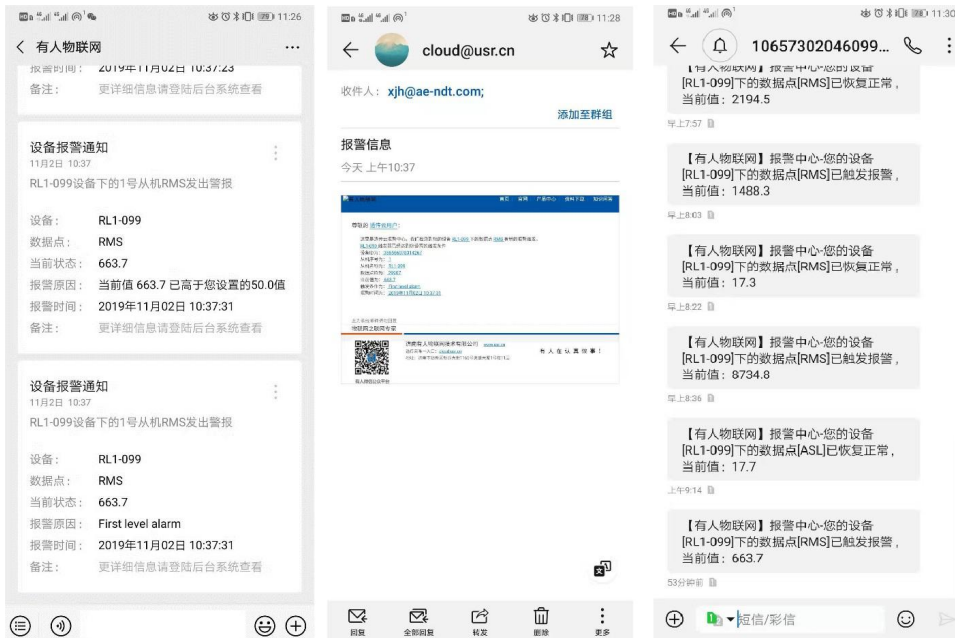 11:26
有人物联网
报警时间： 2019年11月02日 10:37:23
备注： 更详细信息请登陆后台系统查看
设备报警通知
11月2日 10:37
RL1-099设备下的1号从机RMS发出警报
设备： RL1-099
数据点： RMS
当前状态： 663.7
报警原因： 当前值 663.7 已高于您设置的50.0值
报警时间： 2019年11月02日 10:37:31
备注： 更详细信息请登陆后台系统查看
设备报警通知
11月2日 10:37
RL1-099设备下的1号从机RMS发出警报
设备： RL1-099
数据点： RMS
当前状态： 663.7
报警原因： First level alarm
报警时间： 2019年11月02日 10:37:31
备注： 更详细信息请登陆后台系统查看
11:28
cloud@usr.cn
收件人： xjh@ae-ndt.com;
添加至群组
报警信息
今天 上午10:37
物联网之联网专家
有人在认真做事！
回复 全部回复 转发 删除 更多
11:30
10657302046099...
【有人物联网】报警中心-您的设备
[RL1-099]下的数据点[RMS]已恢复正常，
当前值：2194.5
早上7:57
【有人物联网】报警中心-您的设备
[RL1-099]下的数据点[RMS]已触发报警，
当前值：1488.3
早上8:03
【有人物联网】报警中心-您的设备
[RL1-099]下的数据点[RMS]已恢复正常，
当前值：17.3
早上8:22
【有人物联网】报警中心-您的设备
[RL1-099]下的数据点[RMS]已触发报警，
当前值：8734.8
早上8:36
【有人物联网】报警中心-您的设备
[RL1-099]下的数据点[ASL]已恢复正常，
当前值：17.7
上午9:14
【有人物联网】报警中心-您的设备
[RL1-099]下的数据点[RMS]已触发报警，
当前值：663.7
53分钟前
短信/彩信